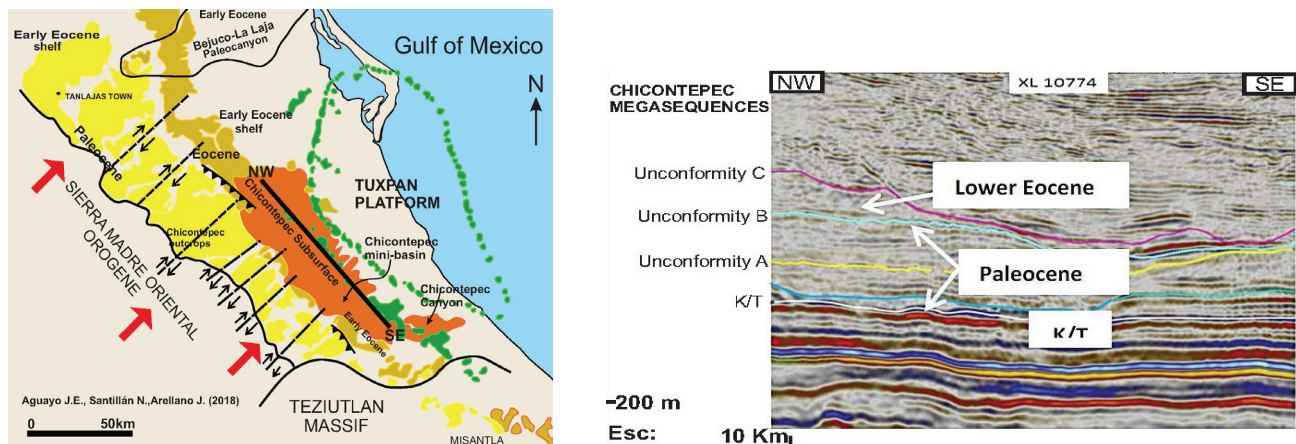 Early Eocene
shelf
Early Eocene
Bejuco-La Laja
Paleocanyon
Gulf of Mexico
N
TANLAJAS TOWN
Early Eocene
shelf
Paleocene
Eocene
NW
TUXPAN
PLATFORM
Chicontepec Subsurface
Chicontepec
outcrops
Chicontepec
mini-basin
SIERRA MADRE ORIENTAL
OROGENE
Chicontepec
Canyon
Early Eocene
SE
Aguayo J.E., Santillán N.,Arellano J. (2018)
0 50km
TEZIUTLAN
MASSIF
MISANTLA
NW
XL 10774
SE
CHICONTEPEC
MEGASEQUENCES
Unconformity C
Lower Eocene
Unconformity B
Unconformity A
Paleocene
K/T
K/T
-200 m
Esc: 10 Km